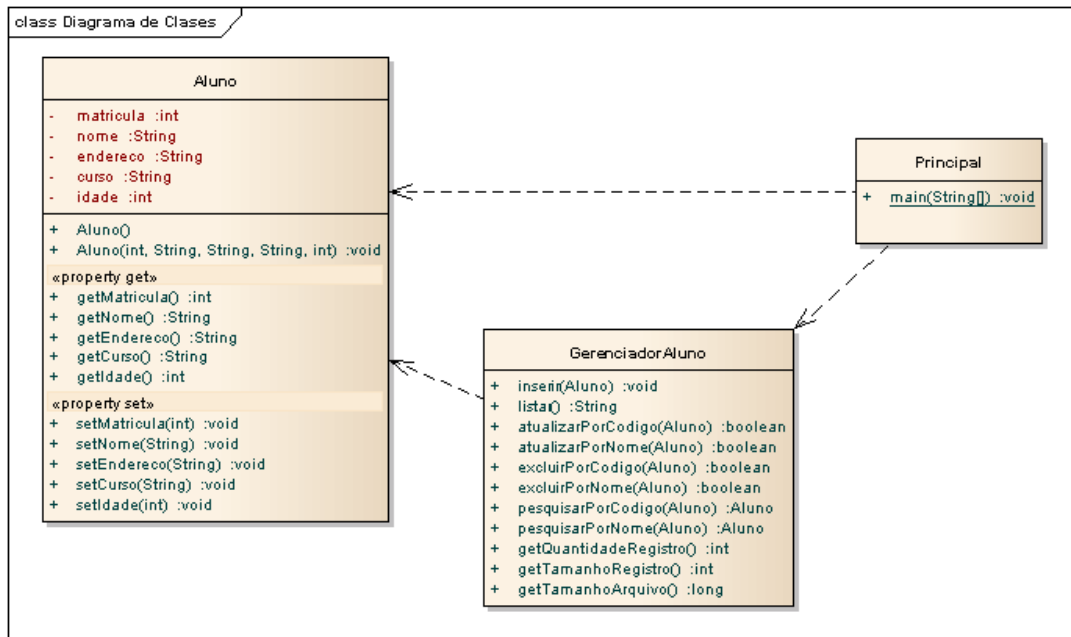 class Diagrama de Clases
Aluno
- matricula :int
- nome :String
- endereco :String
- curso :String
- idade :int
+ Aluno()
+ Aluno(int, String, String, String, int) :void
«property get»
+ getMatricula() :int
+ getNome() :String
+ getEndereco() :String
+ getCurso() :String
+ getIdade() :int
«property set»
+ setMatricula(int) :void
+ setNome(String) :void
+ setEndereco(String) :void
+ setCurso(String) :void
+ setIdade(int) :void
Principal
+ main(String[]) :void
GerenciadorAluno
+ inserir(Aluno) :void
+ listar() :String
+ atualizarPorCodigo(Aluno) :boolean
+ atualizarPorNome(Aluno) :boolean
+ excluirPorCodigo(Aluno) :boolean
+ excluirPorNome(Aluno) :boolean
+ pesquisarPorCodigo(Aluno) :Aluno
+ pesquisarPorNome(Aluno) :Aluno
+ getQuantidadeRegistro() :int
+ getTamanhoRegistro() :int
+ getTamanhoArquivo() :long